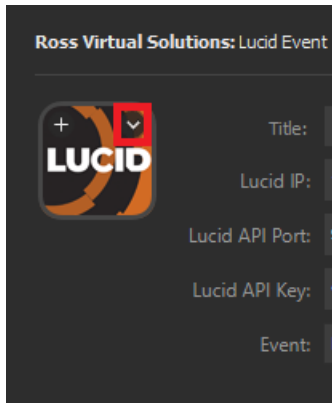 Ross Virtual Solutions: Lucid Event
LUCID
Title:
Lucid IP:
Lucid API Port:
Lucid API Key:
Event: